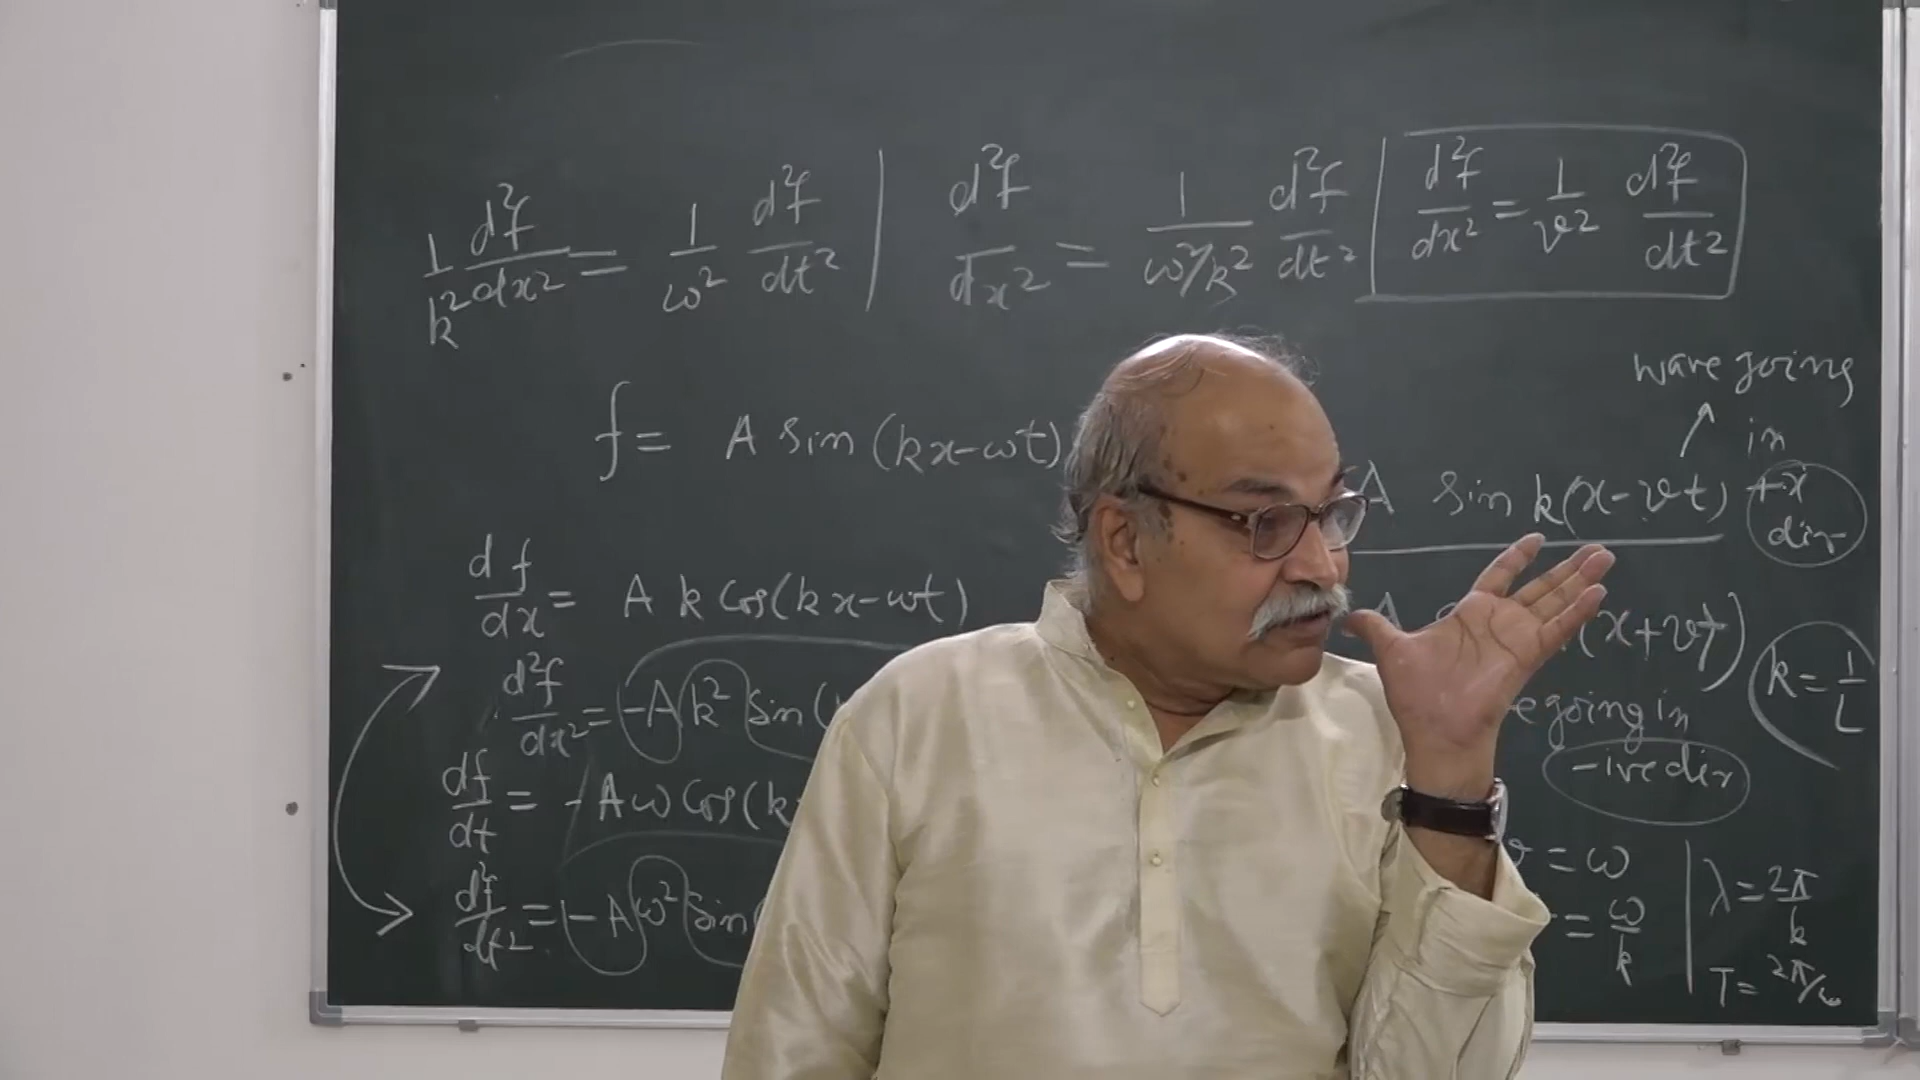 1/k² d²f/dx² = 1/ω² d²f/dt² | d²f/dx² = 1/(ω²/k²) d²f/dt² | d²f/dx² = 1/v² d²f/dt²
wave going
in
+x
dir
f = A sin (kx-ωt)
A sin k(x-vt)
df/dx = A k cos(kx-ωt)
A (x+vt)
k = 1/L
d²f/dx² = -A k² sin(
going in
-ive dir
df/dt = -Aω cos(k
= ω
d²f/dt² = -A ω² sin
= ω/k
λ = 2π/k
T = 2π/ω